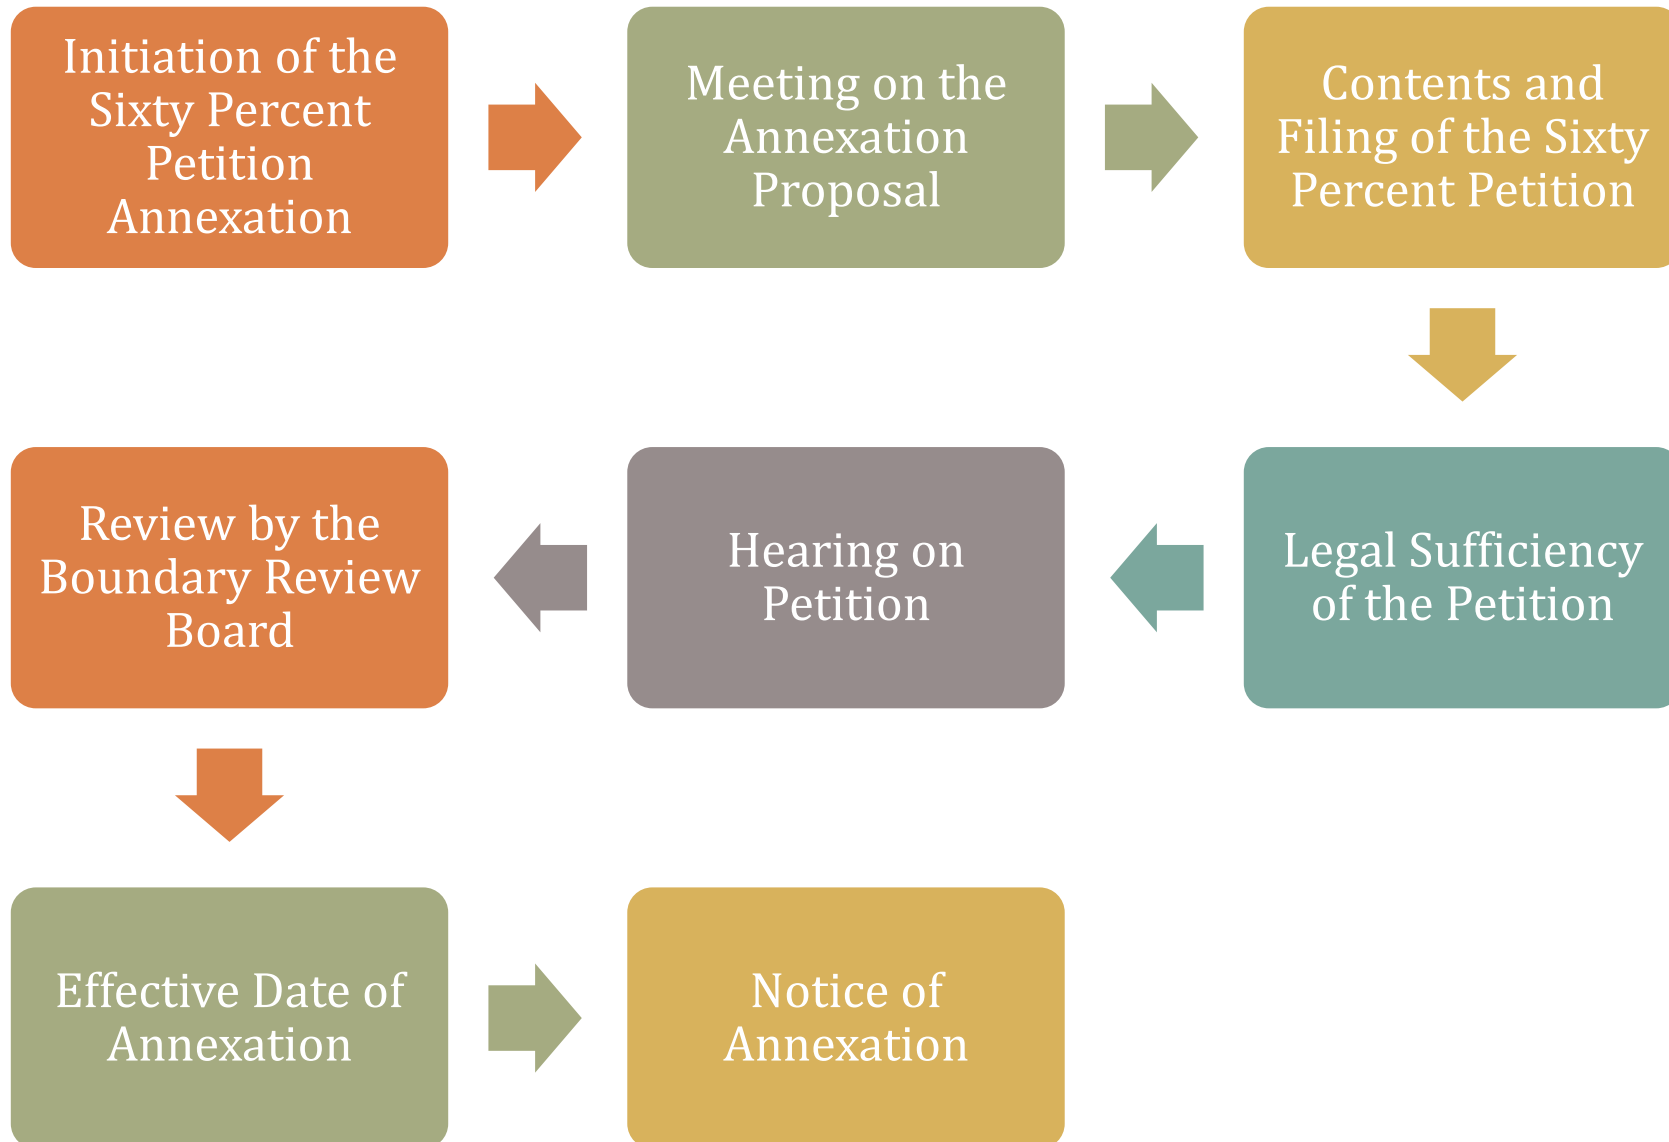 Initiation of the
Sixty Percent
Petition
Annexation
Meeting on the
Annexation
Proposal
Contents and
Filing of the Sixty
Percent Petition
Legal Sufficiency
of the Petition
Hearing on
Petition
Review by the
Boundary Review
Board
Effective Date of
Annexation
Notice of
Annexation